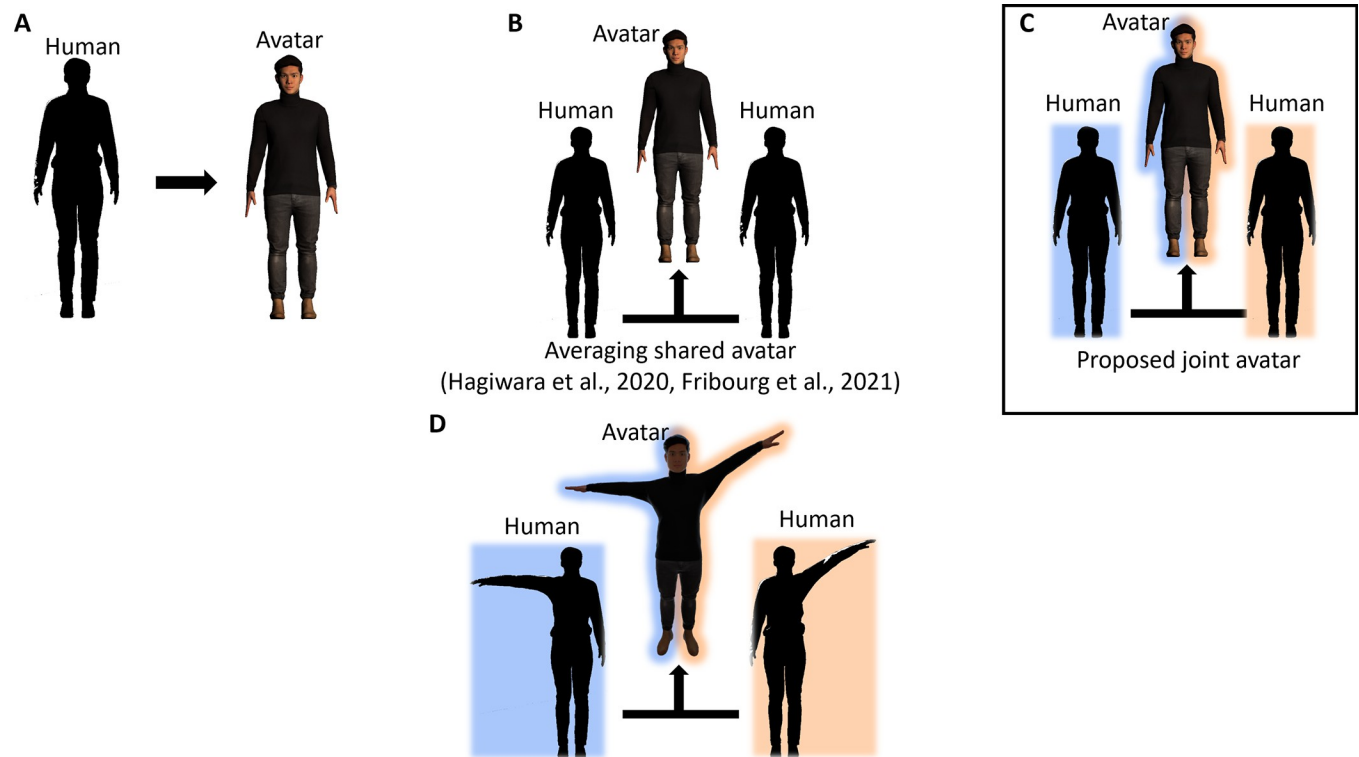 A
Human
Avatar
B
Avatar
Human
Human
Averaging shared avatar
(Hagiwara et al., 2020, Fribourg et al., 2021)
C
Avatar
Human
Human
Proposed joint avatar
D
Avatar
Human
Human